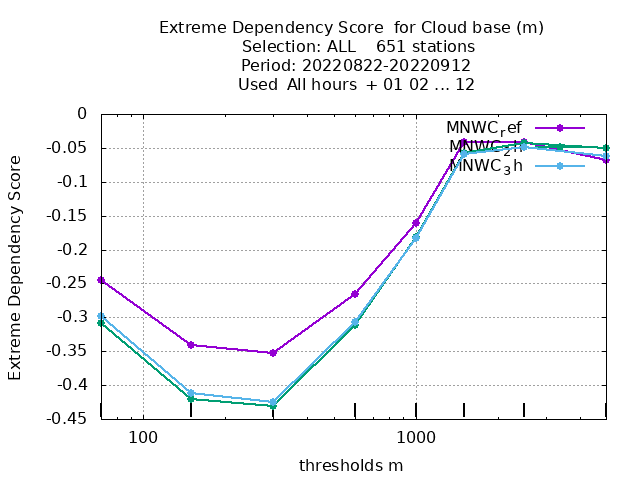 Extreme Dependency Score for Cloud base (m)
Selection: ALL 651 stations
Period: 20220822-20220912
Used All hours + 01 02 ... 12
0
-0.05
-0.1
-0.15
-0.2
-0.25
-0.3
-0.35
-0.4
-0.45
Extreme Dependency Score
MNWC_ref
MNWC_2h
MNWC_3h
100
1000
thresholds m